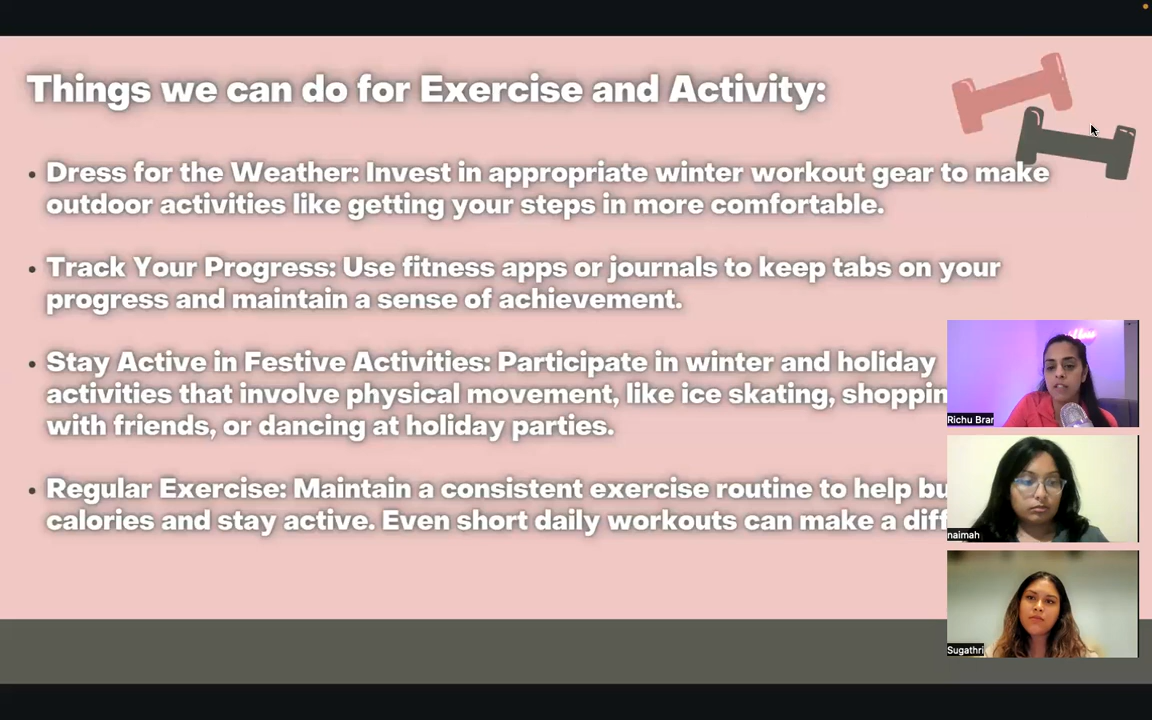 Things we can do for Exercise and Activity:
• Dress for the Weather: Invest in appropriate winter workout gear to make
outdoor activities like getting your steps in more comfortable.
• Track Your Progress: Use fitness apps or journals to keep tabs on your
progress and maintain a sense of achievement.
• Stay Active in Festive Activities: Participate in winter and holiday
activities that involve physical movement, like ice skating, shoppin
with friends, or dancing at holiday parties.
• Regular Exercise: Maintain a consistent exercise routine to help bu
calories and stay active. Even short daily workouts can make a diff
Richu Brar
naimah
Sugathri